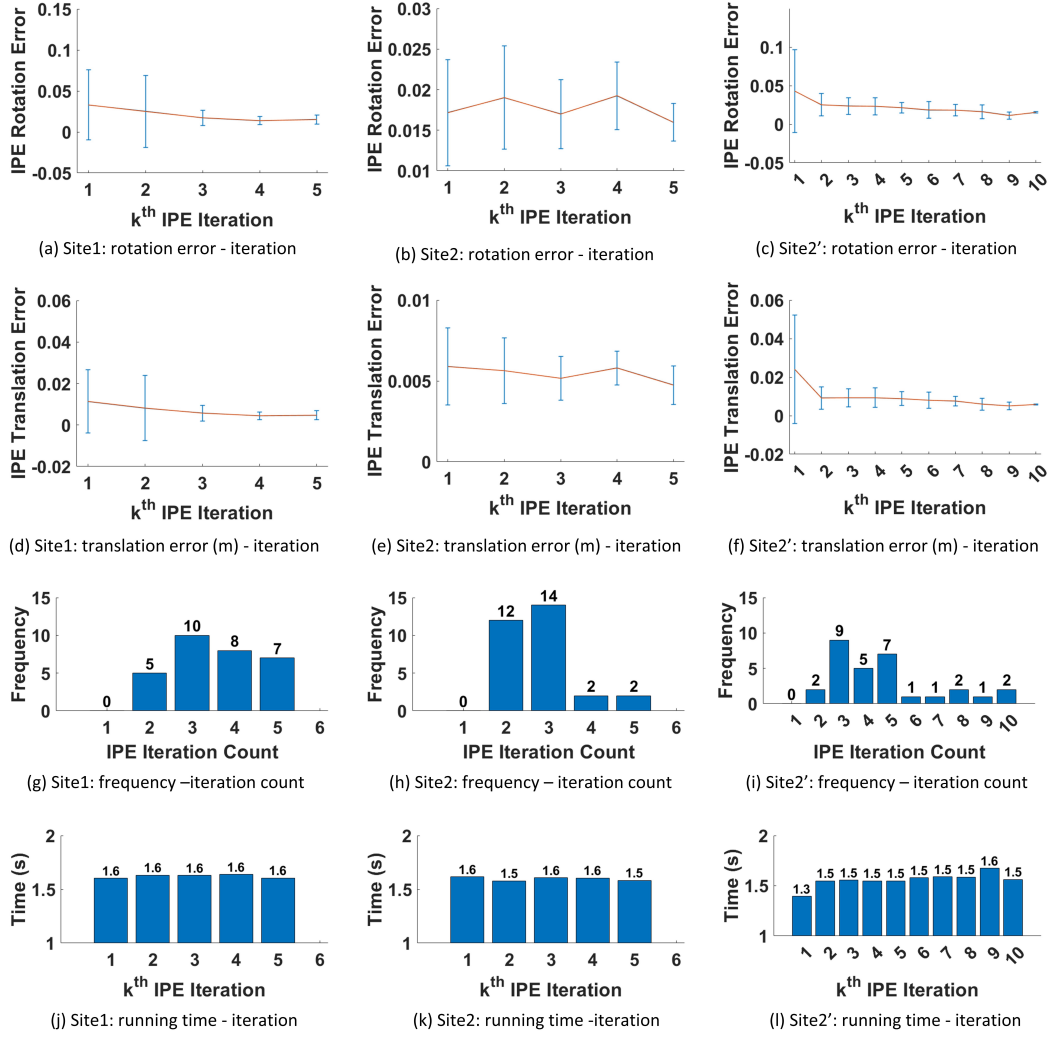 IPE Rotation Error
0.15
0.1
0.05
0
-0.05
1 2 3 4 5
kth IPE Iteration
(a) Site1: rotation error - iteration
IPE Rotation Error
0.03
0.025
0.02
0.015
0.01
1 2 3 4 5
kth IPE Iteration
(b) Site2: rotation error - iteration
IPE Rotation Error
0.1
0.05
0
-0.05
1 2 3 4 5 6 7 8 9 10
kth IPE Iteration
(c) Site2’: rotation error - iteration
IPE Translation Error
0.06
0.04
0.02
0
-0.02
1 2 3 4 5
kth IPE Iteration
(d) Site1: translation error (m) - iteration
IPE Translation Error
0.01
0.005
0
1 2 3 4 5
kth IPE Iteration
(e) Site2: translation error (m) - iteration
IPE Translation Error
0.06
0.04
0.02
0
-0.02
1 2 3 4 5 6 7 8 9 10
kth IPE Iteration
(f) Site2’: translation error (m) - iteration
Frequency
15
10
5
0
0 5 10 8 7
1 2 3 4 5 6
IPE Iteration Count
(g) Site1: frequency –iteration count
Frequency
15
10
5
0
0 12 14 2 2
1 2 3 4 5 6
IPE Iteration Count
(h) Site2: frequency – iteration count
Frequency
15
10
5
0
0 2 9 5 7 1 1 2 1 2
1 2 3 4 5 6 7 8 9 10
IPE Iteration Count
(i) Site2’: frequency – iteration count
Time (s)
2
1.5
1
1.6 1.6 1.6 1.6 1.6
1 2 3 4 5 6
kth IPE Iteration
(j) Site1: running time - iteration
Time (s)
2
1.5
1
1.6 1.5 1.6 1.6 1.5
1 2 3 4 5 6
kth IPE Iteration
(k) Site2: running time -iteration
Time (s)
2
1.5
1
1.3 1.5 1.5 1.5 1.5 1.5 1.5 1.5 1.6 1.5
1 2 3 4 5 6 7 8 9 10
kth IPE Iteration
(l) Site2’: running time - iteration